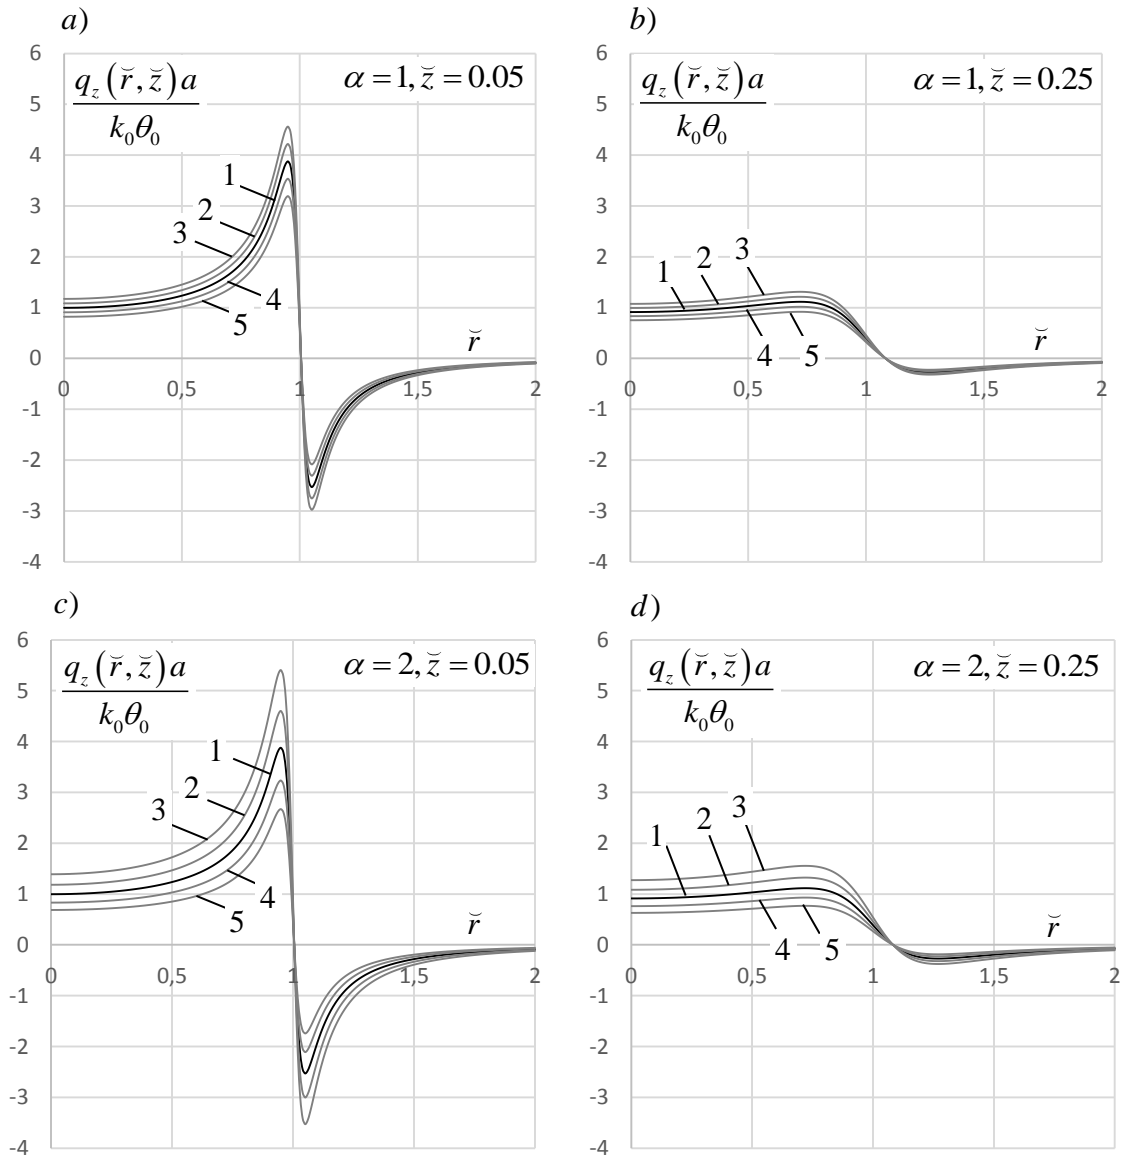 a)
6
5
4
3
2
1
0
-1
-2
-3
-4
q_z(r̆, z̆)a
k₀θ₀
α = 1, z̆ = 0.05
1
2
3
4
5
r̆
0 0,5 1 1,5 2
b)
6
5
4
3
2
1
0
-1
-2
-3
-4
q_z(r̆, z̆)a
k₀θ₀
α = 1, z̆ = 0.25
3
2
1
4 5
r̆
0 0,5 1 1,5 2
c)
6
5
4
3
2
1
0
-1
-2
-3
-4
q_z(r̆, z̆)a
k₀θ₀
α = 2, z̆ = 0.05
1
2
3
4
5
r̆
0 0,5 1 1,5 2
d)
6
5
4
3
2
1
0
-1
-2
-3
-4
q_z(r̆, z̆)a
k₀θ₀
α = 2, z̆ = 0.25
3
2
1
4 5
r̆
0 0,5 1 1,5 2